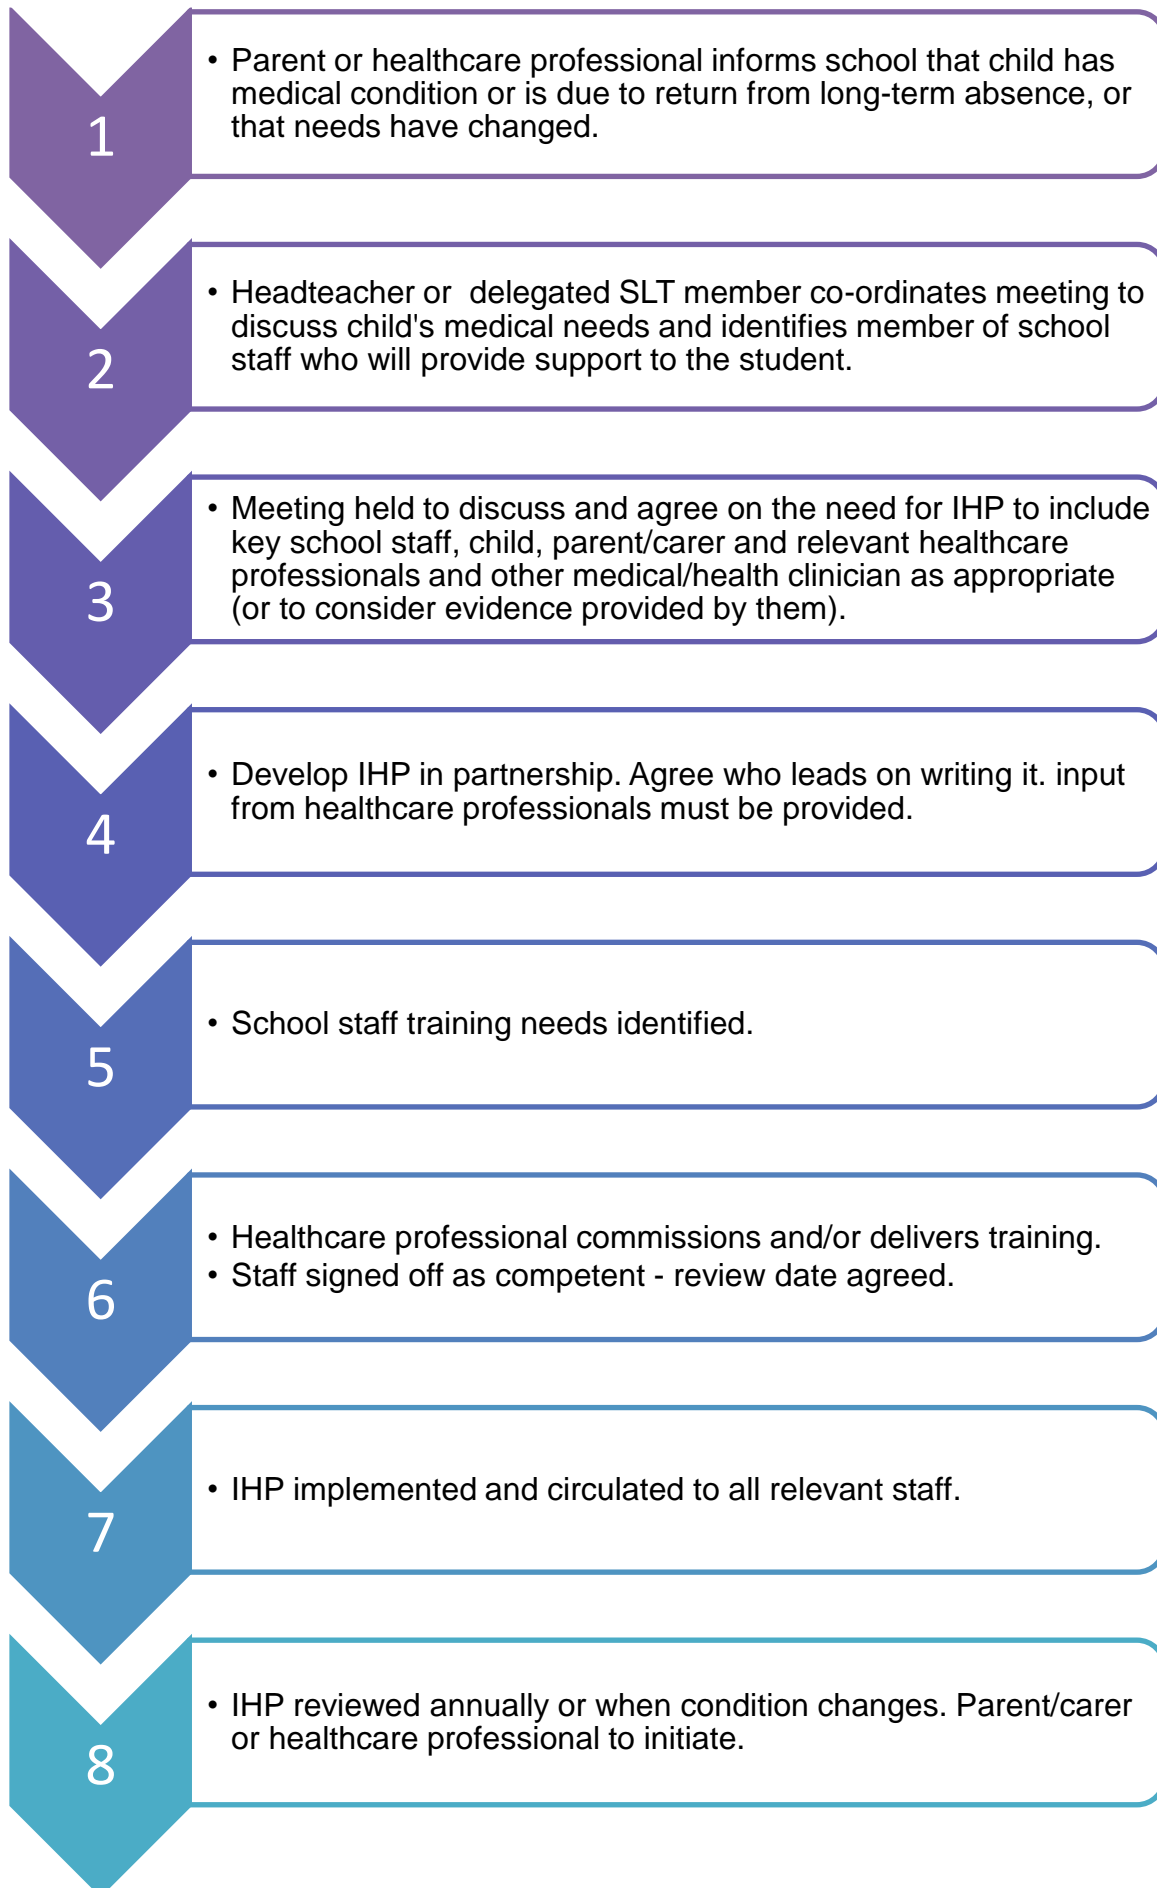 1
• Parent or healthcare professional informs school that child has
medical condition or is due to return from long-term absence, or
that needs have changed.
2
• Headteacher or  delegated SLT member co-ordinates meeting to
discuss child's medical needs and identifies member of school
staff who will provide support to the student.
3
• Meeting held to discuss and agree on the need for IHP to include
key school staff, child, parent/carer and relevant healthcare
professionals and other medical/health clinician as appropriate
(or to consider evidence provided by them).
4
• Develop IHP in partnership. Agree who leads on writing it. input
from healthcare professionals must be provided.
5
• School staff training needs identified.
6
• Healthcare professional commissions and/or delivers training.
• Staff signed off as competent - review date agreed.
7
• IHP implemented and circulated to all relevant staff.
8
• IHP reviewed annually or when condition changes. Parent/carer
or healthcare professional to initiate.